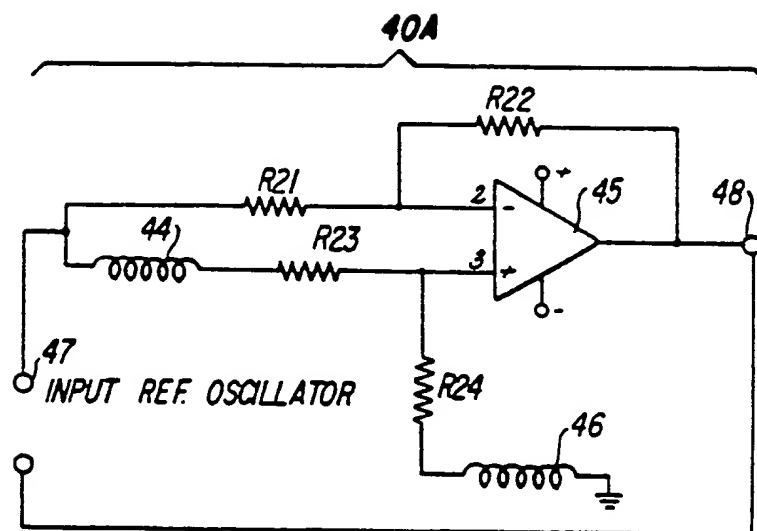 40A
R22
R21
2
-
+
45
48
44
R23
3
+
-
47
INPUT REF. OSCILLATOR
R24
46